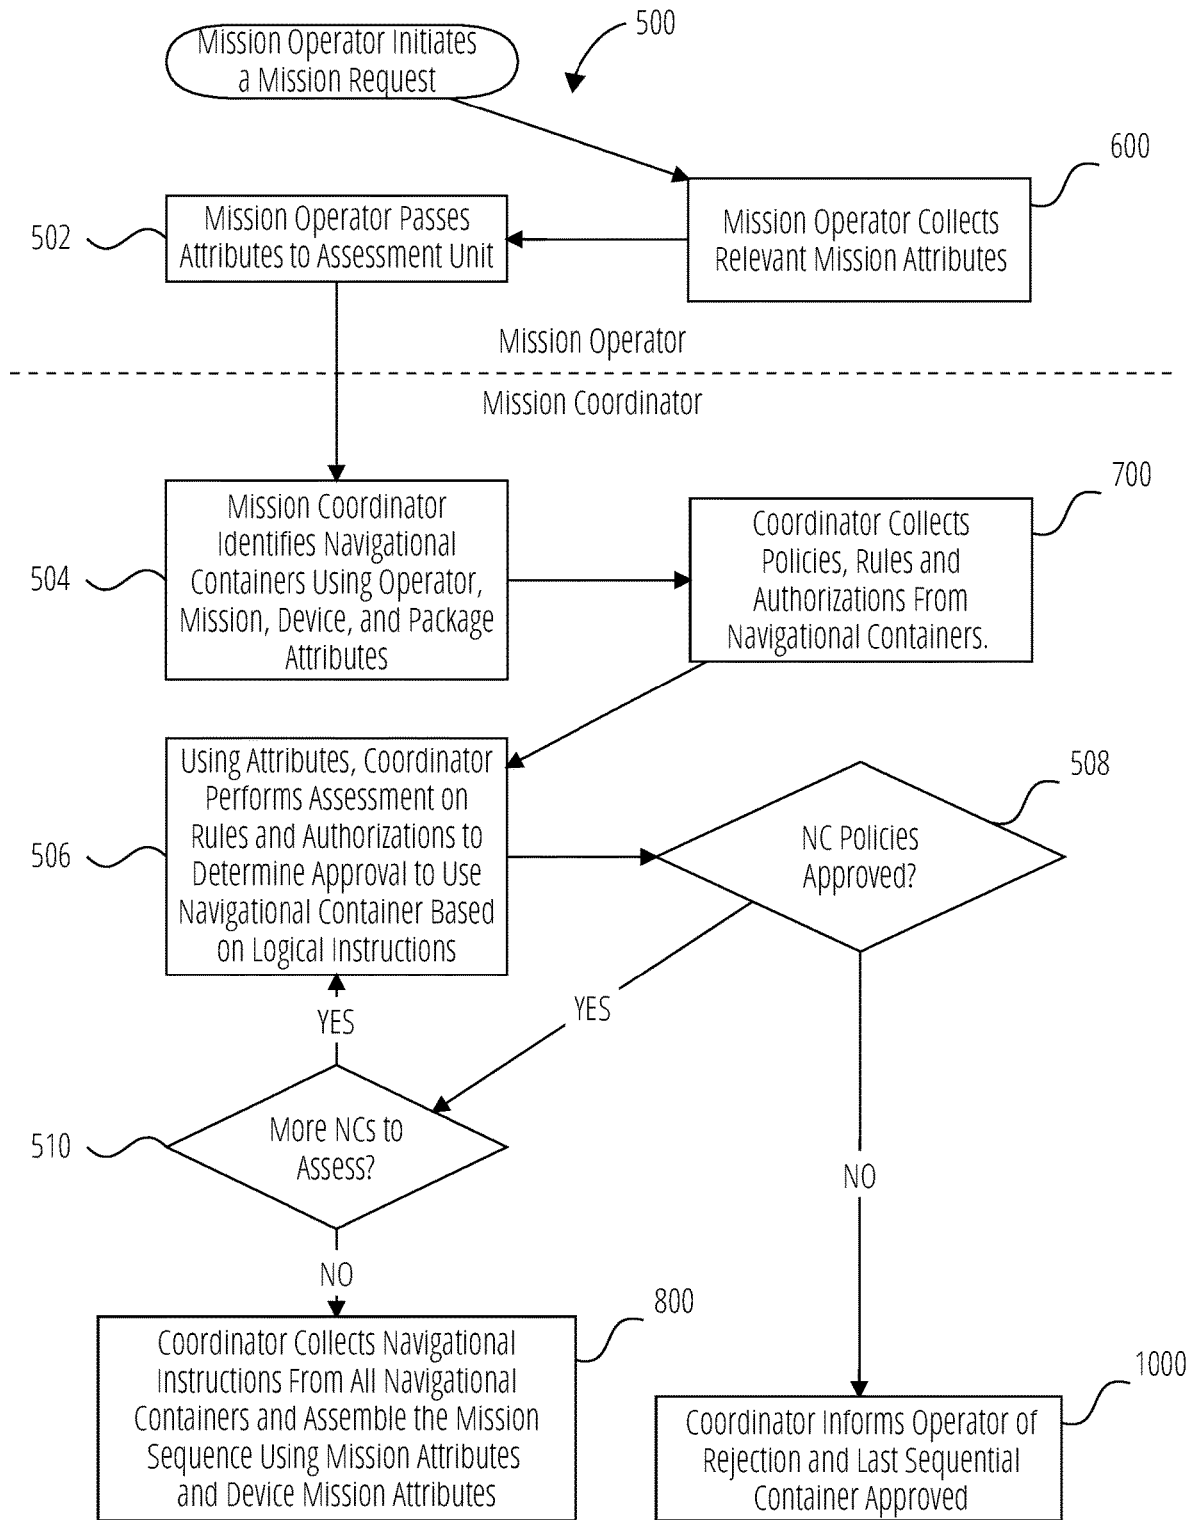 Mission Operator Initiates
a Mission Request
500
600
Mission Operator Collects
Relevant Mission Attributes
502
Mission Operator Passes
Attributes to Assessment Unit
Mission Operator
Mission Coordinator
504
Mission Coordinator
Identifies Navigational
Containers Using Operator,
Mission, Device, and Package
Attributes
700
Coordinator Collects
Policies, Rules and
Authorizations From
Navigational Containers.
506
Using Attributes, Coordinator
Performs Assessment on
Rules and Authorizations to
Determine Approval to Use
Navigational Container Based
on Logical Instructions
508
NC Policies
Approved?
YES
YES
510
More NCs to
Assess?
NO
NO
800
Coordinator Collects Navigational
Instructions From All Navigational
Containers and Assemble the Mission
Sequence Using Mission Attributes
and Device Mission Attributes
1000
Coordinator Informs Operator of
Rejection and Last Sequential
Container Approved